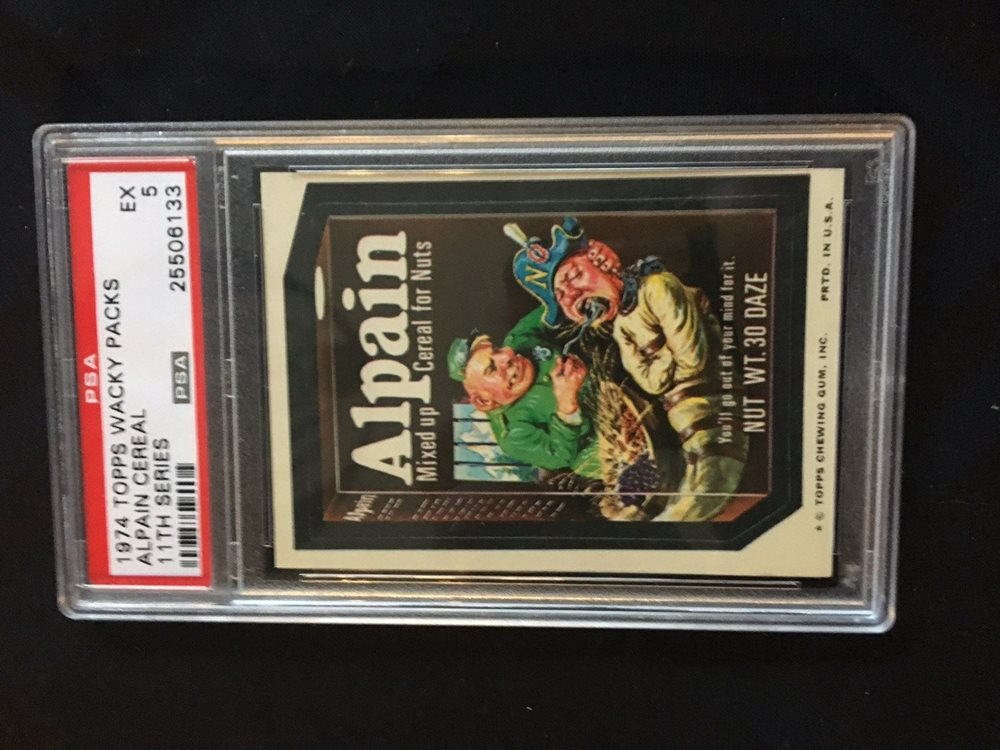 PSA
1974 TOPPS WACKY PACKS
EX
ALPAIN CEREAL
5
11TH SERIES
PSA
25506133
Alpain
Alpain
Mixed up Cereal for Nuts
N
You'll go out of your mind for it.
NUT WT. 30 DAZE
* © TOPPS CHEWING GUM, INC. PRTD. IN U.S.A.